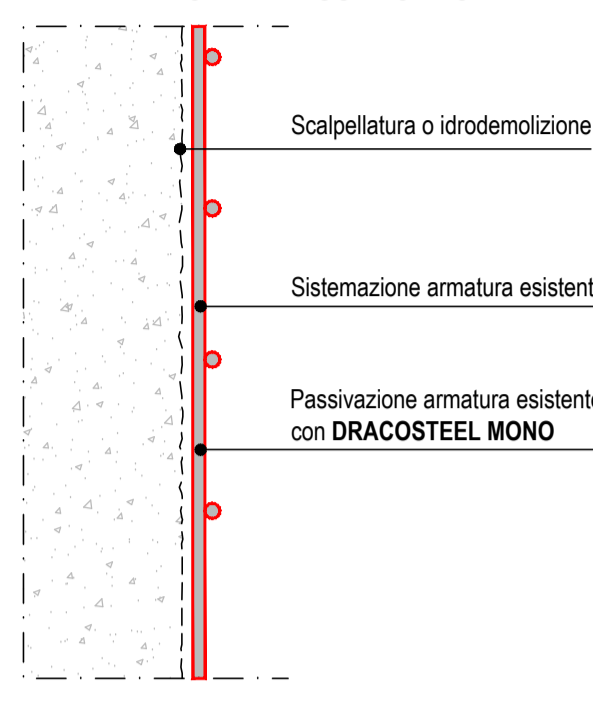 Scalpellatura o idrodemolizione
Sistemazione armatura esistent
Passivazione armatura esistente
con DRACOSTEEL MONO